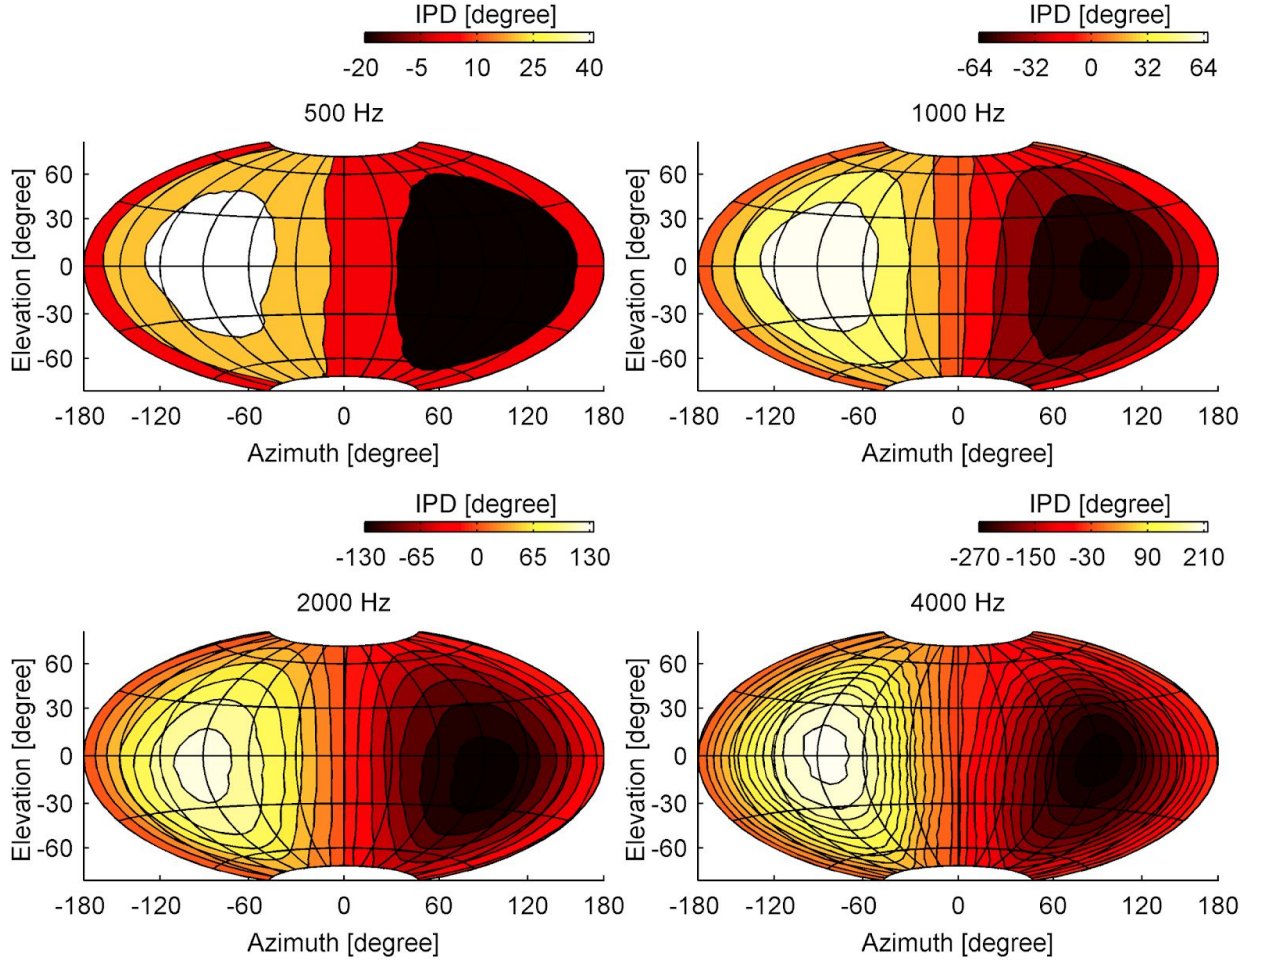 IPD [degree]
-20 -5 10 25 40
500 Hz
60
30
0
-30
-60
Elevation [degree]
-180 -120 -60 0 60 120 180
Azimuth [degree]
IPD [degree]
-64 -32 0 32 64
1000 Hz
60
30
0
-30
-60
Elevation [degree]
-180 -120 -60 0 60 120 180
Azimuth [degree]
IPD [degree]
-130 -65 0 65 130
2000 Hz
60
30
0
-30
-60
Elevation [degree]
-180 -120 -60 0 60 120 180
Azimuth [degree]
IPD [degree]
-270 -150 -30 90 210
4000 Hz
60
30
0
-30
-60
Elevation [degree]
-180 -120 -60 0 60 120 180
Azimuth [degree]